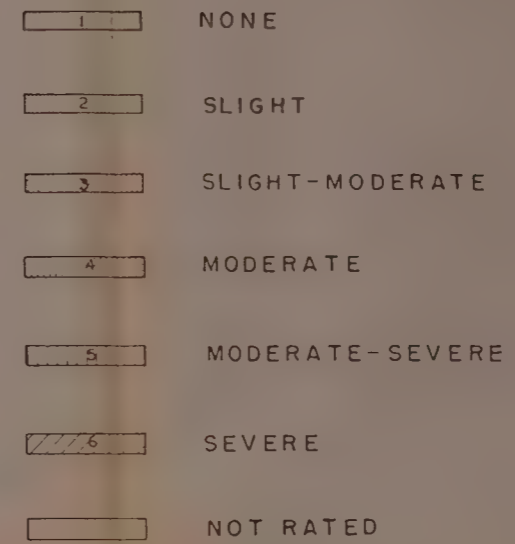 1 NONE
2 SLIGHT
3 SLIGHT-MODERATE
4 MODERATE
5 MODERATE-SEVERE
6 SEVERE
NOT RATED